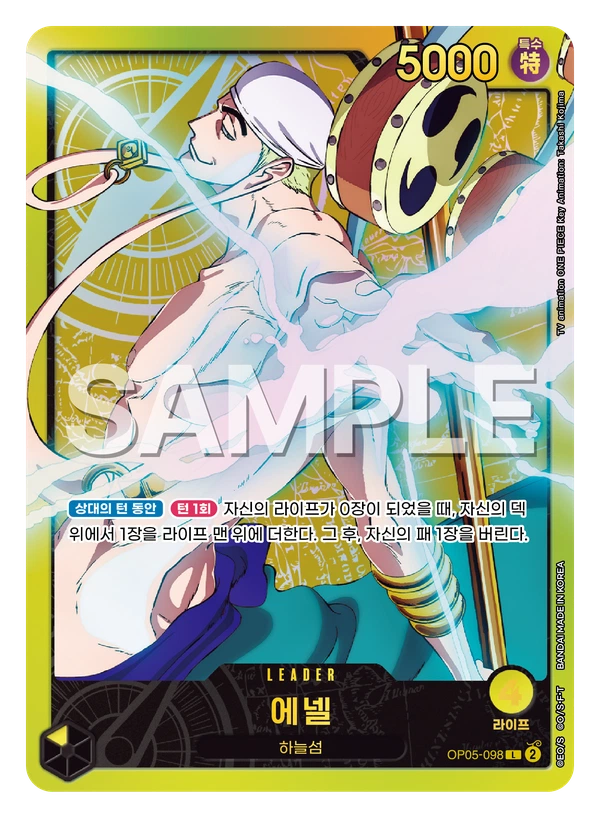 5000
특수
特
TV animation ONE PIECE Key Animation: Takashi Kojima
SAMPLE
상대의 턴 동안 턴 1회 자신의 라이프가 0장이 되었을 때, 자신의 덱
위에서 1장을 라이프 맨 위에 더한다. 그 후, 자신의 패 1장을 버린다.
LEADER
에넬
하늘섬
라이프
OP05-098 L 2
©EO/S ©O/S·F·T BANDAI MADE IN KOREA